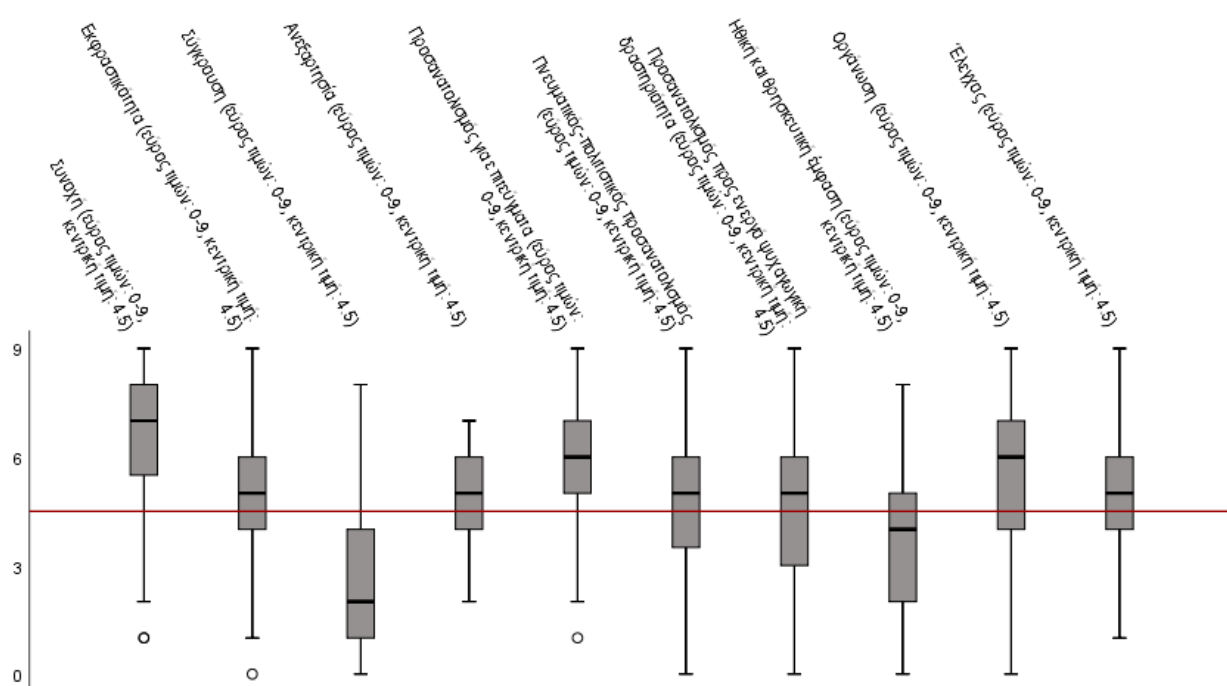 Συνοχή (εύρος τιμών: 0-9,
κεντρική τιμή: 4.5)
Εκφραστικότητα (εύρος τιμών: 0-9, κεντρική τιμή:
4.5)
Σύγκρουση (εύρος τιμών: 0-9, κεντρική τιμή: 4.5)
Ανεξαρτησία (εύρος τιμών: 0-9, κεντρική τιμή: 4.5)
Προσανατολισμός για επιτεύγματα (εύρος τιμών:
0-9, κεντρική τιμή: 4.5)
Πνευματικός-πολιτιστικός προσανατολισμός
(εύρος τιμών: 0-9, κεντρική τιμή: 4.5)
Προσανατολισμός προς ενεργό ψυχαγωγική
δραστηριότητα (εύρος τιμών: 0-9, κεντρική τιμή:
4.5)
Ηθική και θρησκευτική έμφαση (εύρος τιμών: 0-9,
κεντρική τιμή: 4.5)
Οργάνωση (εύρος τιμών: 0-9, κεντρική τιμή: 4.5)
Έλεγχος (εύρος τιμών: 0-9, κεντρική τιμή: 4.5)
9
6
3
0